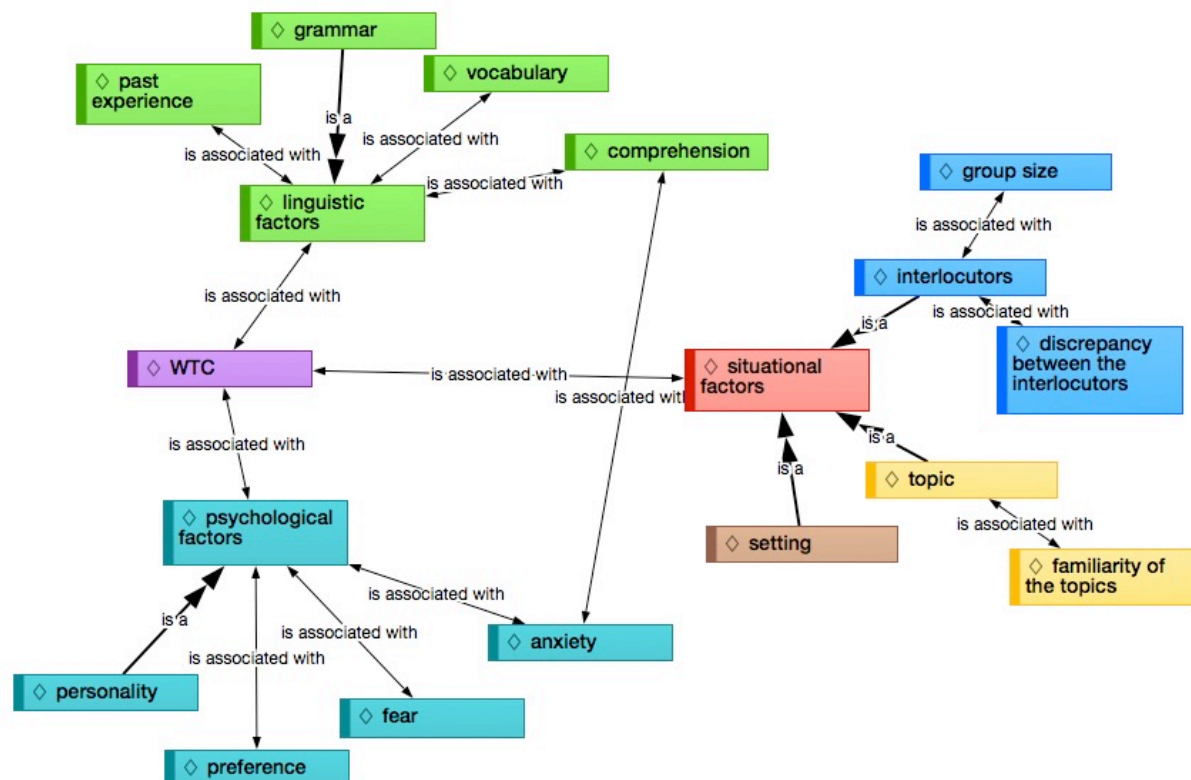 ◇ grammar
◇ past
experience
◇ vocabulary
is a
is associated with
is associated with
◇ comprehension
is associated with
◇ linguistic
factors
◇ group size
is associated with
◇ interlocutors
is associated with
is a
is associated with
◇ discrepancy
between the
interlocutors
◇ WTC
is associated with
◇ situational
factors
is associated with
is associated with
is a
is a
◇ topic
◇ psychological
factors
is associated with
◇ setting
◇ familiarity of
the topics
is associated with
is a
is associated with
is associated with
◇ anxiety
◇ personality
◇ fear
◇ preference